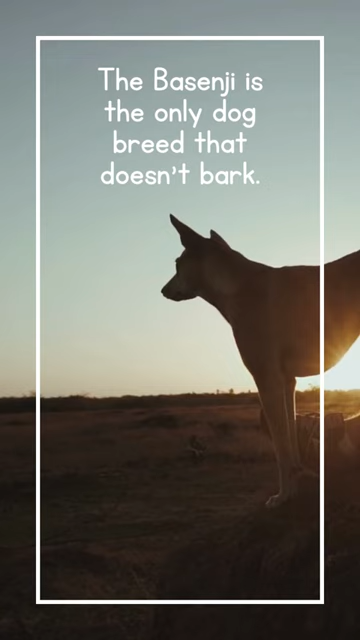 The Basenji is
the only dog
breed that
doesn't bark.